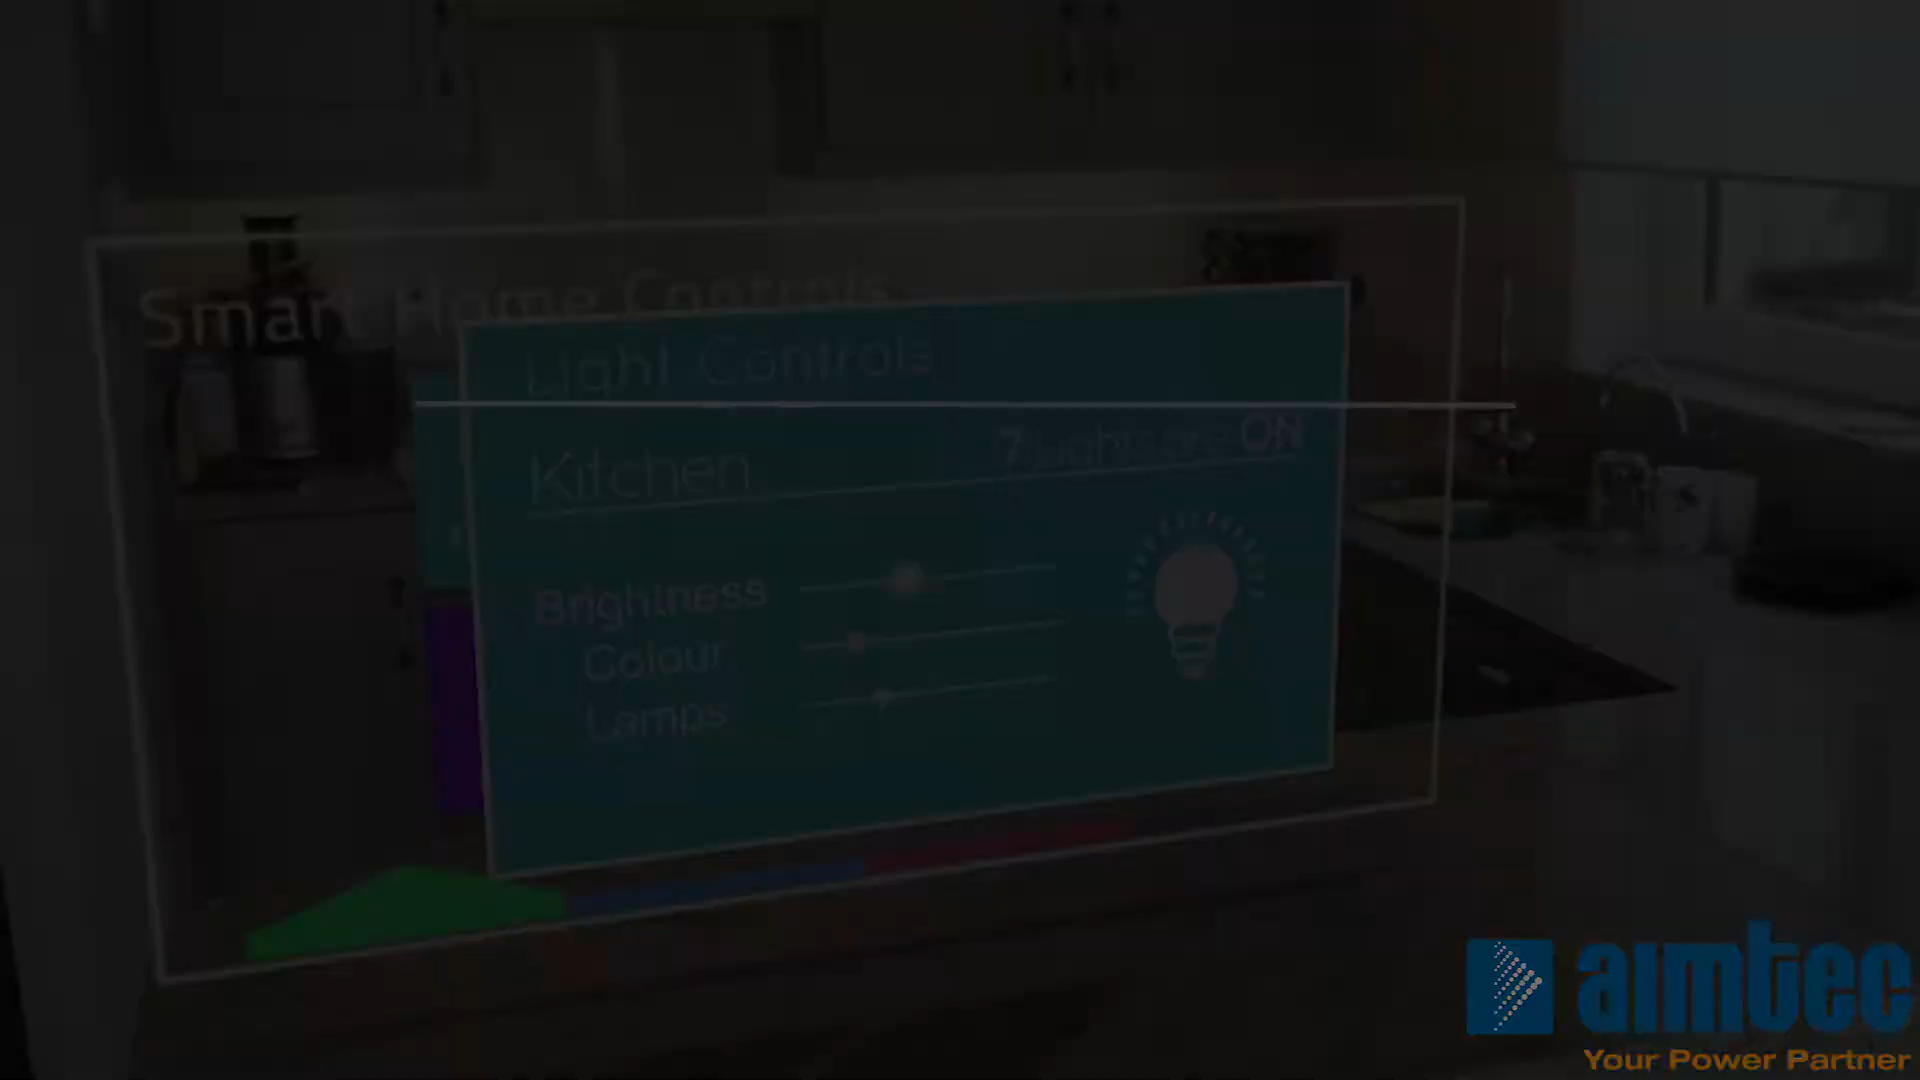 Smart Home Controls
Light Controls
Kitchen
7 Lights are ON
Brightness
Colour
Lamps
aimtec
Your Power Partner